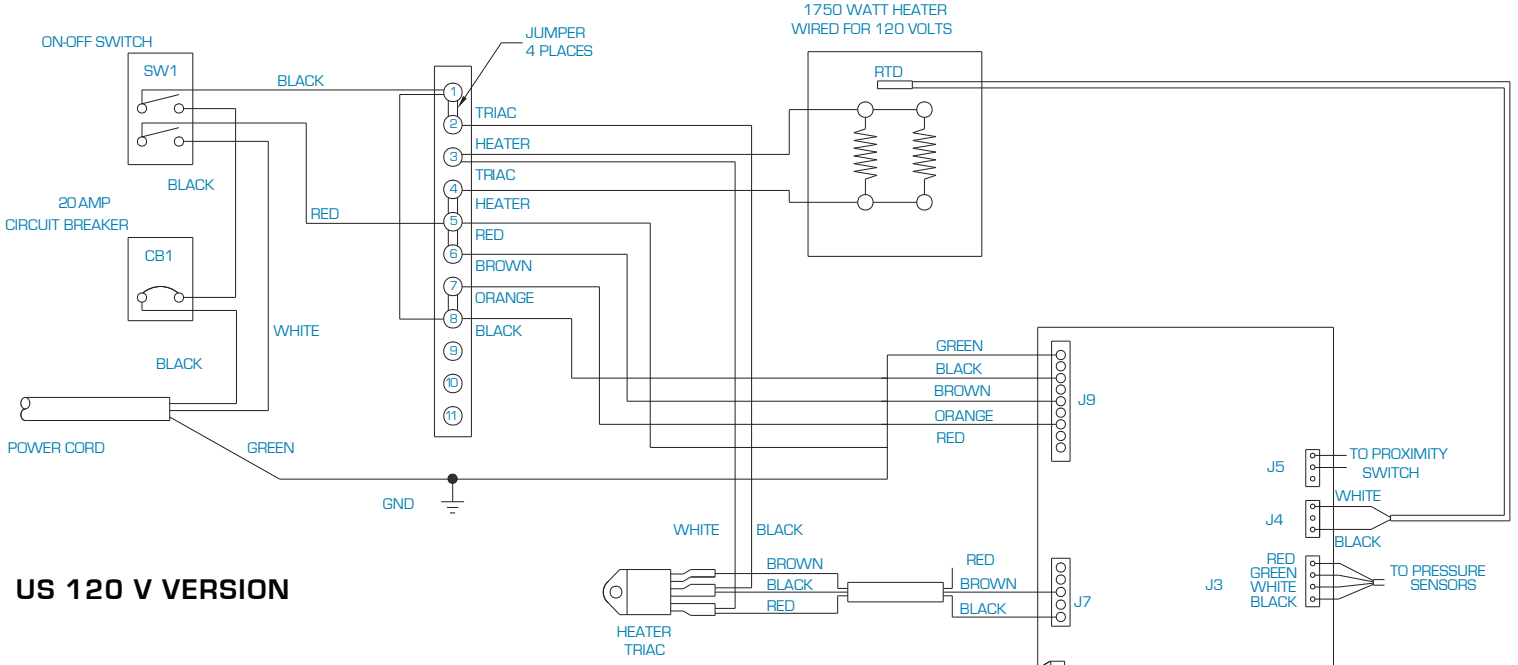 1750 WATT HEATER
WIRED FOR 120 VOLTS
ON-OFF SWITCH
JUMPER
4 PLACES
SW1
BLACK
RTD
1
TRIAC
2
HEATER
3
TRIAC
4
HEATER
BLACK
20 AMP
CIRCUIT BREAKER
RED
5
RED
6
BROWN
CB1
7
ORANGE
8
BLACK
WHITE
9
BLACK
10
11
POWER CORD
GREEN
GND
GREEN
BLACK
BROWN
J9
ORANGE
RED
J5
TO PROXIMITY
SWITCH
WHITE
J4
BLACK
WHITE
BLACK
US 120 V VERSION
BROWN
BLACK
RED
HEATER
TRIAC
RED
BROWN
BLACK
J7
J3
RED
GREEN
WHITE
BLACK
TO PRESSURE
SENSORS